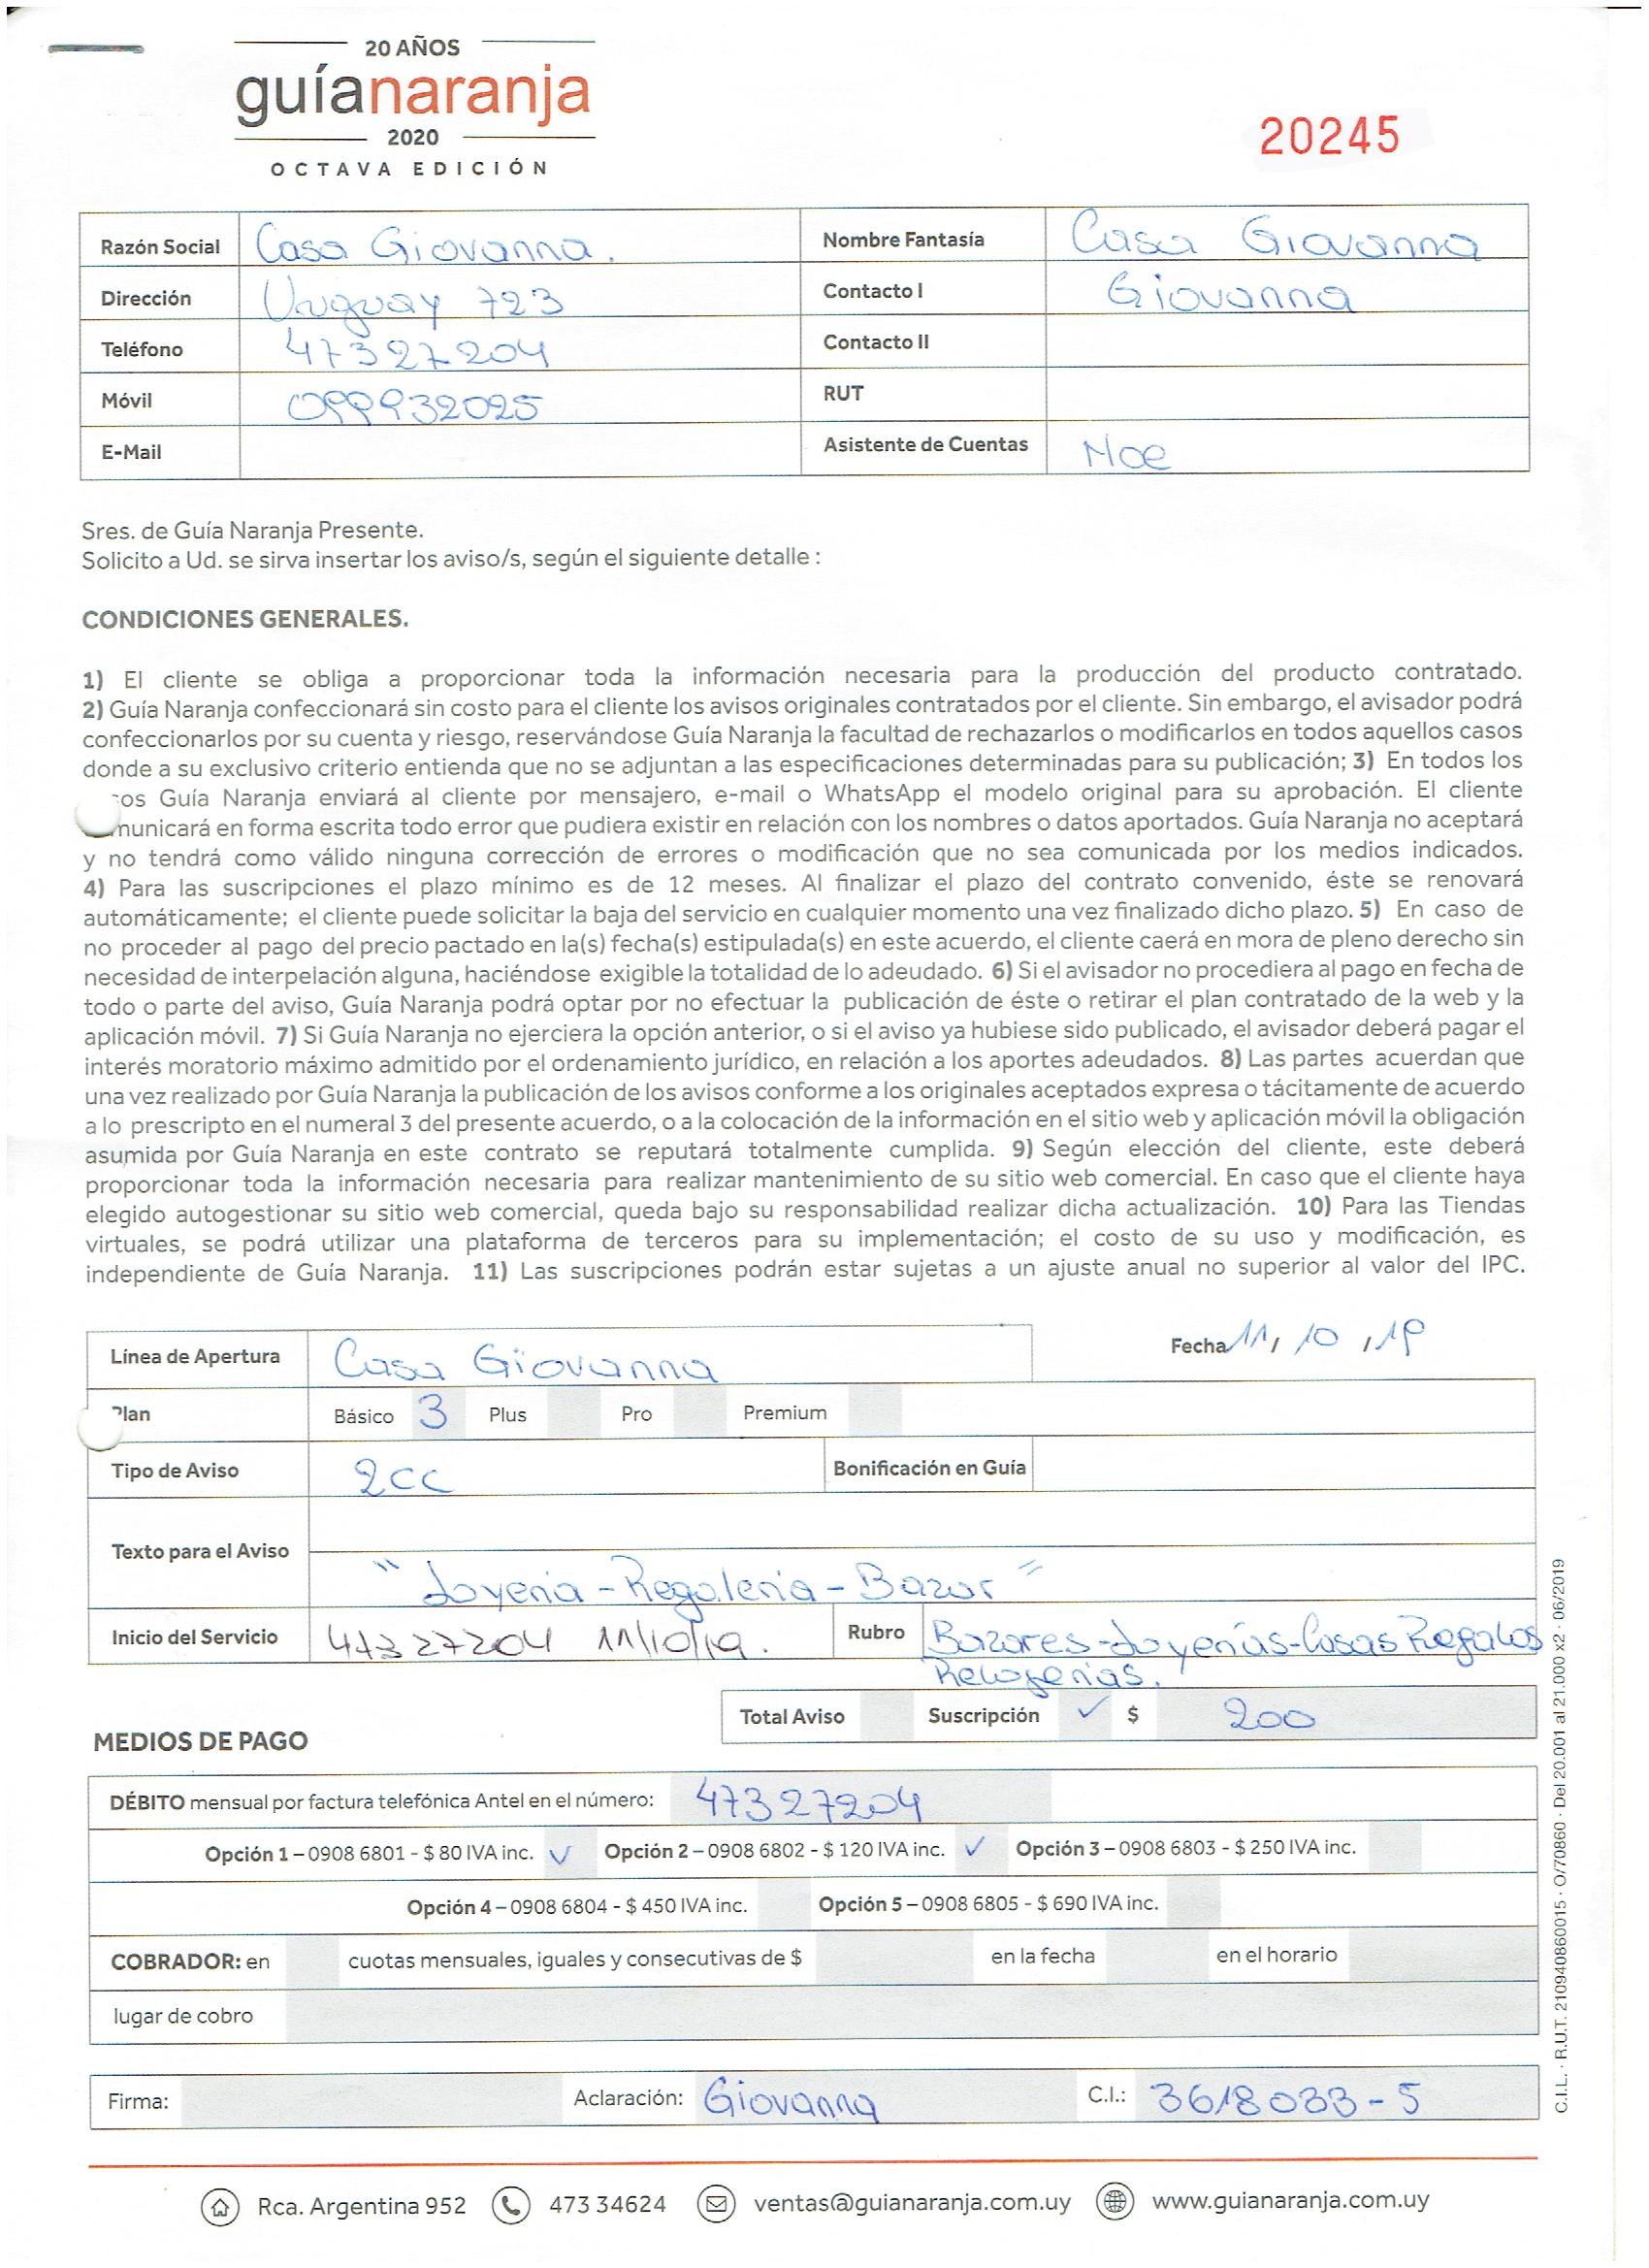 20 AÑOS
guíanaranja
2020
OCTAVA EDICIÓN
20245
Razón Social Casa Giovanna. Nombre Fantasía Casa Giovanna
Dirección Uruguay 723 Contacto I Giovanna
Teléfono 47327204 Contacto II
Móvil 099932025 RUT
E-Mail Asistente de Cuentas Noe
Sres. de Guía Naranja Presente.
Solicito a Ud. se sirva insertar los aviso/s, según el siguiente detalle :
CONDICIONES GENERALES.
1) El cliente se obliga a proporcionar toda la información necesaria para la producción del producto contratado.
2) Guía Naranja confeccionará sin costo para el cliente los avisos originales contratados por el cliente. Sin embargo, el avisador podrá
confeccionarlos por su cuenta y riesgo, reservándose Guía Naranja la facultad de rechazarlos o modificarlos en todos aquellos casos
donde a su exclusivo criterio entienda que no se adjuntan a las especificaciones determinadas para su publicación; 3) En todos los
sos Guía Naranja enviará al cliente por mensajero, e-mail o WhatsApp el modelo original para su aprobación. El cliente
municará en forma escrita todo error que pudiera existir en relación con los nombres o datos aportados. Guía Naranja no aceptará
y no tendrá como válido ninguna corrección de errores o modificación que no sea comunicada por los medios indicados.
4) Para las suscripciones el plazo mínimo es de 12 meses. Al finalizar el plazo del contrato convenido, éste se renovará
automáticamente; el cliente puede solicitar la baja del servicio en cualquier momento una vez finalizado dicho plazo. 5) En caso de
no proceder al pago del precio pactado en la(s) fecha(s) estipulada(s) en este acuerdo, el cliente caerá en mora de pleno derecho sin
necesidad de interpelación alguna, haciéndose exigible la totalidad de lo adeudado. 6) Si el avisador no procediera al pago en fecha de
todo o parte del aviso, Guía Naranja podrá optar por no efectuar la publicación de éste o retirar el plan contratado de la web y la
aplicación móvil. 7) Si Guía Naranja no ejerciera la opción anterior, o si el aviso ya hubiese sido publicado, el avisador deberá pagar el
interés moratorio máximo admitido por el ordenamiento jurídico, en relación a los aportes adeudados. 8) Las partes acuerdan que
una vez realizado por Guía Naranja la publicación de los avisos conforme a los originales aceptados expresa o tácitamente de acuerdo
a lo prescripto en el numeral 3 del presente acuerdo, o a la colocación de la información en el sitio web y aplicación móvil la obligación
asumida por Guía Naranja en este contrato se reputará totalmente cumplida. 9) Según elección del cliente, este deberá
proporcionar toda la información necesaria para realizar mantenimiento de su sitio web comercial. En caso que el cliente haya
elegido autogestionar su sitio web comercial, queda bajo su responsabilidad realizar dicha actualización. 10) Para las Tiendas
virtuales, se podrá utilizar una plataforma de terceros para su implementación; el costo de su uso y modificación, es
independiente de Guía Naranja. 11) Las suscripciones podrán estar sujetas a un ajuste anual no superior al valor del IPC.
Línea de Apertura Casa Giovanna Fecha 11/ 10 /19
Plan Básico 3 Plus Pro Premium
Tipo de Aviso 2cc Bonificación en Guía
Texto para el Aviso
"Joyeria - Regaleria - Bazar"
Inicio del Servicio 47327204 11/10/19. Rubro Bazares-Joyerías-Casas Regalos
Relojerias.
Total Aviso Suscripción ✓ $ 200
MEDIOS DE PAGO
DÉBITO mensual por factura telefónica Antel en el número: 47327204
Opción 1 – 0908 6801 - $ 80 IVA inc. ✓ Opción 2 – 0908 6802 - $ 120 IVA inc. ✓ Opción 3 – 0908 6803 - $ 250 IVA inc.
Opción 4 – 0908 6804 - $ 450 IVA inc. Opción 5 – 0908 6805 - $ 690 IVA inc.
COBRADOR: en cuotas mensuales, iguales y consecutivas de $ en la fecha en el horario
lugar de cobro
Firma: Aclaración: Giovanna C.I.: 3618033-5
C.I.L. · R.U.T. 210940860015 · O/70860 · Del 20.001 al 21.000 x2 · 06/2019
Rca. Argentina 952 473 34624 ventas@guianaranja.com.uy www.guianaranja.com.uy